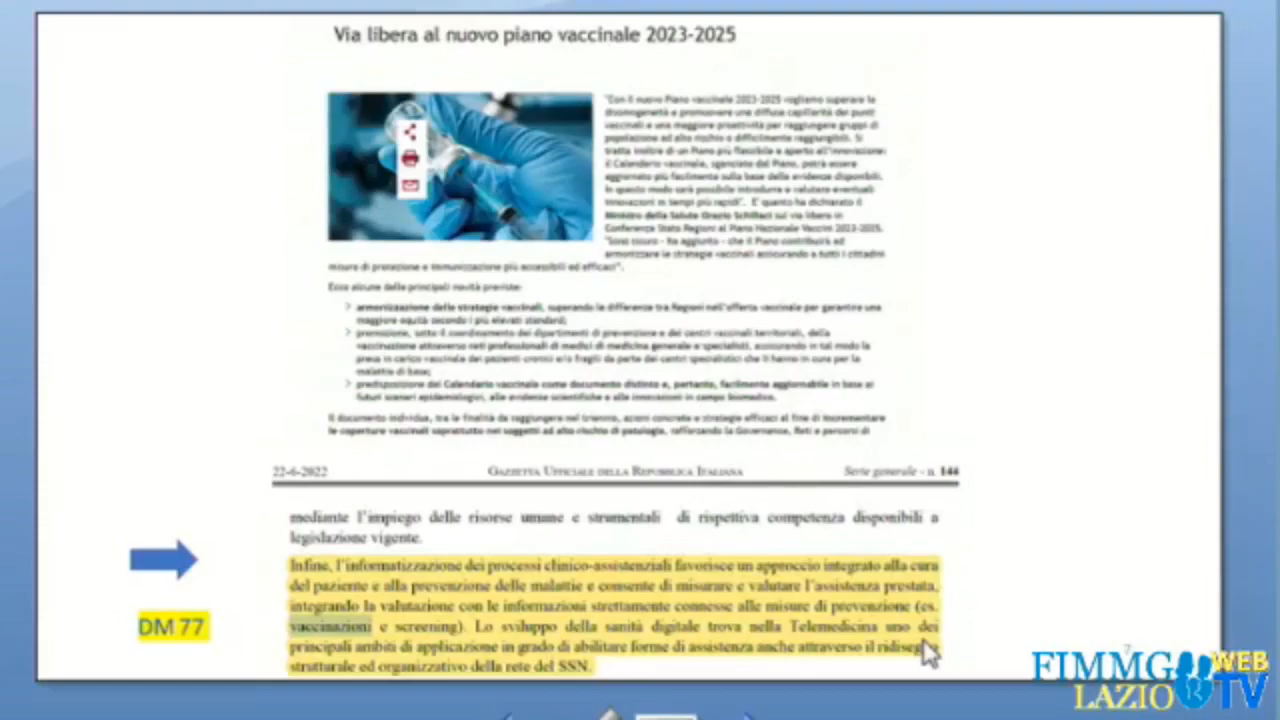 Via libera al nuovo piano vaccinale 2023-2025
"Con il nuovo Piano vaccinale 2023-2025 vogliamo superare le
disomogeneità e promuovere una diffusa capillarità dei punti
vaccinali e una maggiore proattività per raggiungere gruppi di
popolazione ad alto rischio o difficilmente raggiungibili. Si
tratta inoltre di un Piano più flessibile e aperto all'innovazione:
il Calendario vaccinale, sganciato dal Piano, potrà essere
aggiornato più facilmente sulla base delle evidenze disponibili.
In questo modo sarà possibile introdurre e valutare eventuali
innovazioni in tempi più rapidi". E' quanto ha dichiarato il
Ministro della Salute Orazio Schillaci sul via libero in
Conferenza Stato Regioni al Piano Nazionale Vaccini 2023-2025.
"Sono sicuro - ha aggiunto - che il Piano contribuirà ad
armonizzare le strategie vaccinali assicurando a tutti i cittadini
misure di protezione e immunizzazione più accessibili ed efficaci".
Ecco alcune delle principali novità previste:
armonizzazione delle strategie vaccinali, superando le differenze tra Regioni nell'offerta vaccinale per garantire una
maggiore equità secondo i più elevati standard;
promozione, sotto il coordinamento dei dipartimenti di prevenzione e dei centri vaccinali territoriali, della
vaccinazione attraverso reti professionali di medici di medicina generale e specialisti, assicurando in tal modo la
presa in carico vaccinale dei pazienti cronici e/o fragili da parte dei centri specialistici che li hanno in cura per la
malattia di base;
predisposizione del Calendario vaccinale come documento distinto e, pertanto, facilmente aggiornabile in base ai
futuri scenari epidemiologici, alle evidenze scientifiche e alle innovazioni in campo biomedico.
Il documento individua, tra le finalità da raggiungere nel triennio, azioni concrete e strategie efficaci al fine di incrementare
le coperture vaccinali soprattutto nei soggetti ad alto rischio di patologie, rafforzando la Governance, Reti e percorsi di
22-6-2022 GAZZETTA UFFICIALE DELLA REPUBBLICA ITALIANA Serie generale - n. 144
mediante l'impiego delle risorse umane e strumentali di rispettiva competenza disponibili a
legislazione vigente.
Infine, l'informatizzazione dei processi clinico-assistenziali favorisce un approccio integrato alla cura
del paziente e alla prevenzione delle malattie e consente di misurare e valutare l'assistenza prestata,
integrando la valutazione con le informazioni strettamente connesse alle misure di prevenzione (es.
vaccinazioni e screening). Lo sviluppo della sanità digitale trova nella Telemedicina uno dei
principali ambiti di applicazione in grado di abilitare forme di assistenza anche attraverso il
strutturale ed organizzativo della rete del SSN.
DM 77
7
FIMMG
LAZIO
WEB
TV